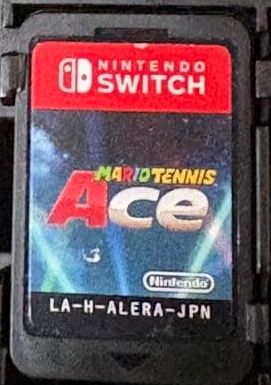 NINTENDO
SWITCH
MARIO TENNIS
Ace
Nintendo
LA-H-ALERA-JPN